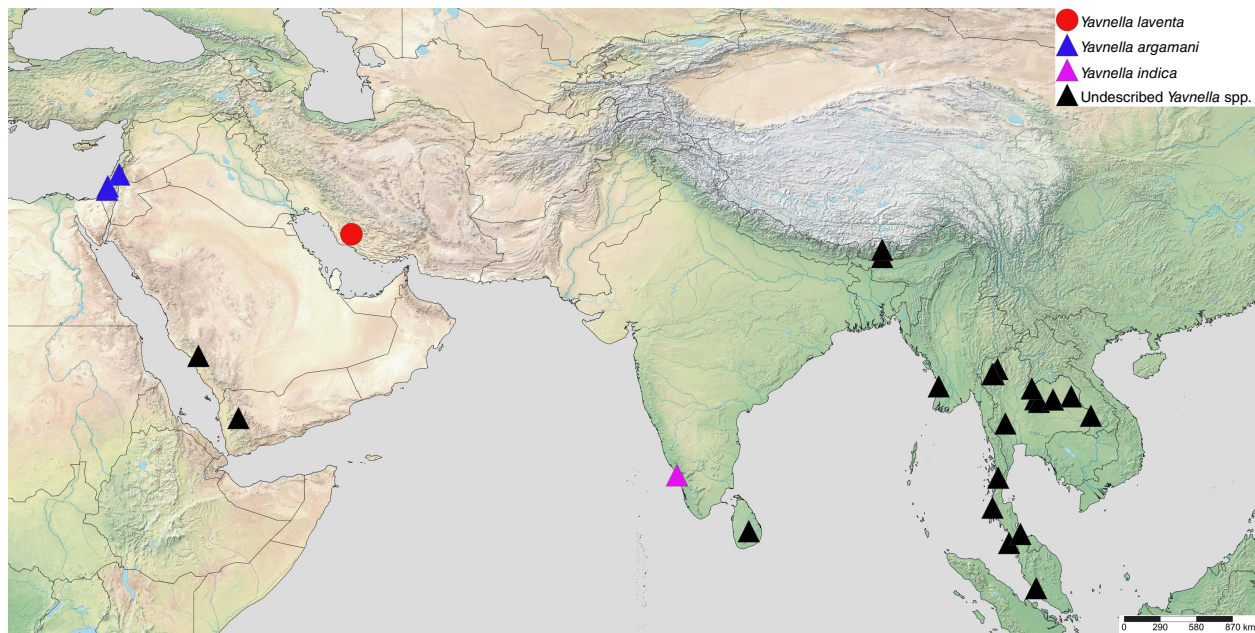 Yavnella laventa
Yavnella argamani
Yavnella indica
Undescribed Yavnella spp.
0 290 580 870 km